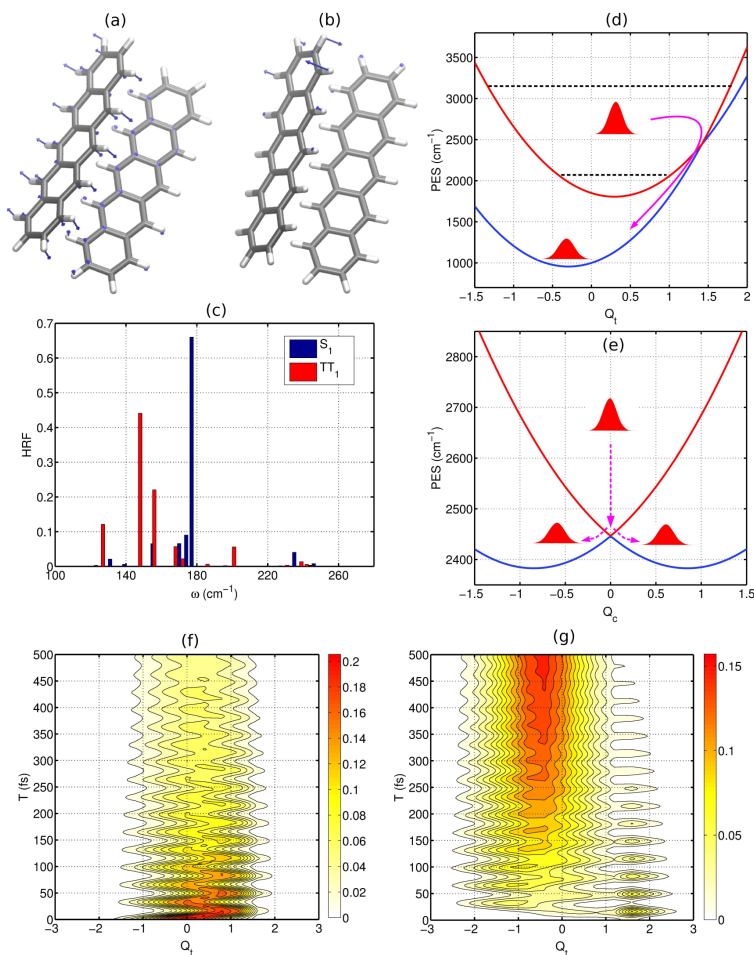 (a)
(b)
(d)
3500
3000
2500
2000
1500
1000
PES (cm⁻¹)
−1.5 −1 −0.5 0 0.5 1 1.5 2
Qt
(c)
0.7
0.6
0.5
0.4
0.3
0.2
0.1
0
HRF
S1
TT1
100 140 180 220 260
ω (cm⁻¹)
(e)
2800
2700
2600
2500
2400
PES (cm⁻¹)
−1.5 −1 −0.5 0 0.5 1 1.5
Qc
(f)
500
450
400
350
300
250
200
150
100
50
0
T (fs)
−3 −2 −1 0 1 2 3
Qt
0.2
0.18
0.16
0.14
0.12
0.1
0.08
0.06
0.04
0.02
0
(g)
500
450
400
350
300
250
200
150
100
50
0
T (fs)
−3 −2 −1 0 1 2 3
Qt
0.15
0.1
0.05
0